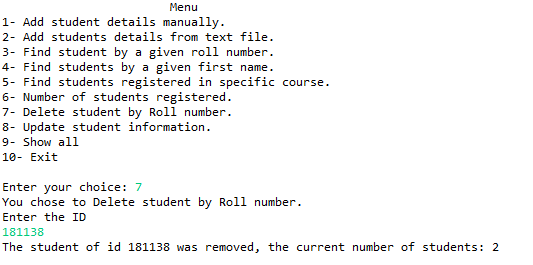 Menu
1- Add student details manually.
2- Add students details from text file.
3- Find student by a given roll number.
4- Find students by a given first name.
5- Find students registered in specific course.
6- Number of students registered.
7- Delete student by Roll number.
8- Update student information.
9- Show all
10- Exit
Enter your choice: 7
You chose to Delete student by Roll number.
Enter the ID
181138
The student of id 181138 was removed, the current number of students: 2